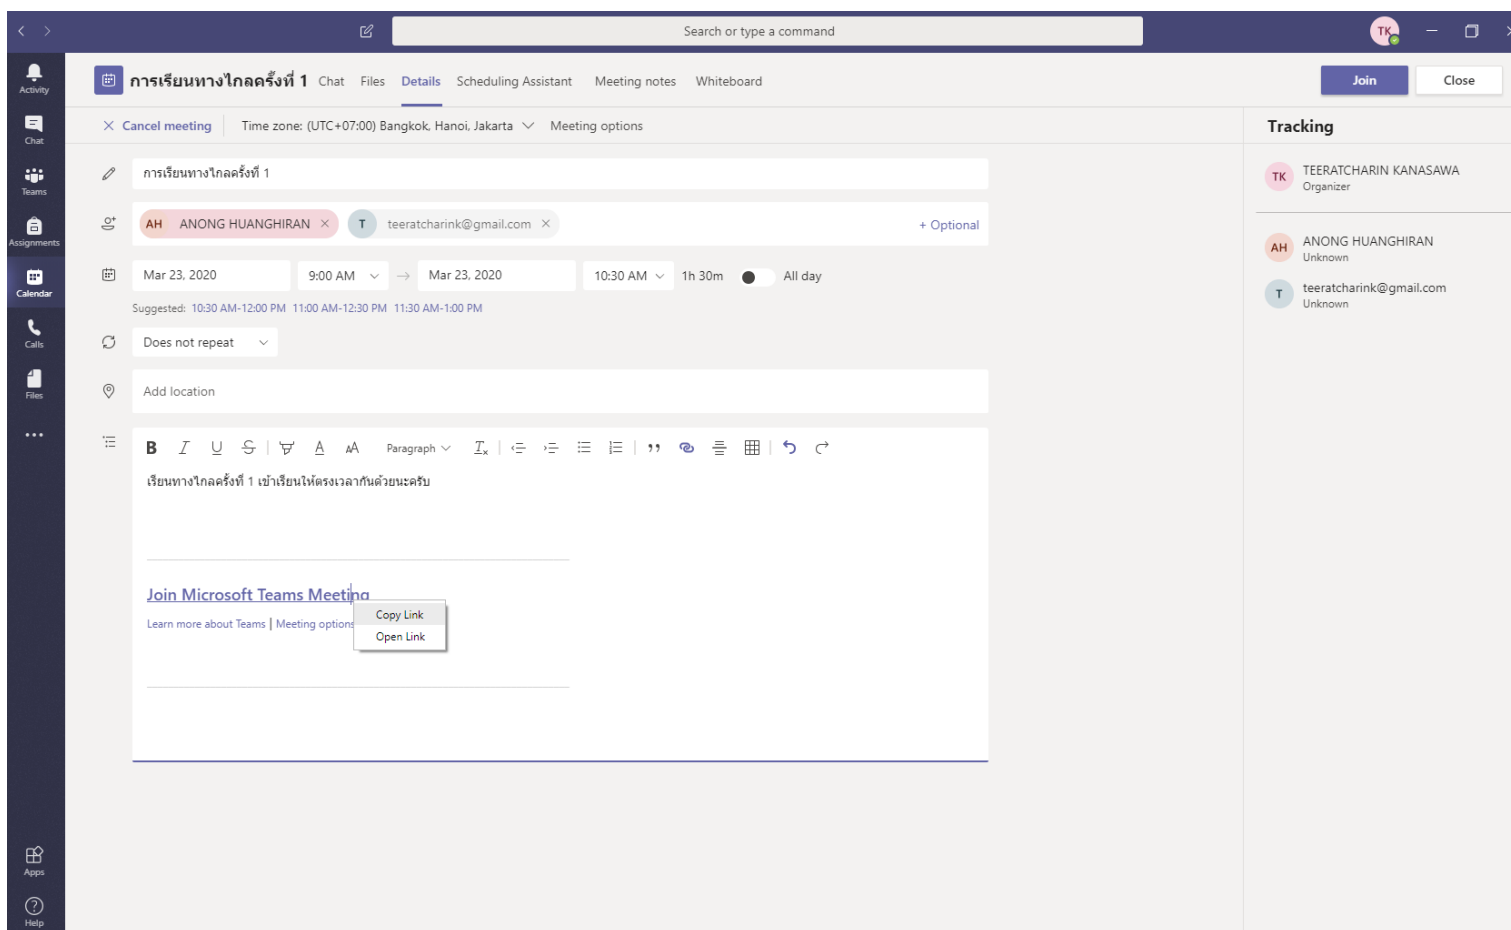 Search or type a command
TK
Activity
Chat
Teams
Assignments
Calendar
Calls
Files
Apps
Help
การเรียนทางไกลครั้งที่ 1 Chat Files Details Scheduling Assistant Meeting notes Whiteboard
Join Close
Cancel meeting Time zone: (UTC+07:00) Bangkok, Hanoi, Jakarta Meeting options
การเรียนทางไกลครั้งที่ 1
AH ANONG HUANGHIRAN × T teeratcharink@gmail.com × + Optional
Mar 23, 2020 9:00 AM → Mar 23, 2020 10:30 AM 1h 30m All day
Suggested: 10:30 AM-12:00 PM 11:00 AM-12:30 PM 11:30 AM-1:00 PM
Does not repeat
Add location
B I U S A AA Paragraph Tx
เรียนทางไกลครั้งที่ 1 เข้าเรียนให้ตรงเวลากันด้วยนะครับ
Join Microsoft Teams Meeting
Learn more about Teams | Meeting options
Copy Link
Open Link
Tracking
TK TEERATCHARIN KANASAWA
Organizer
AH ANONG HUANGHIRAN
Unknown
T teeratcharink@gmail.com
Unknown